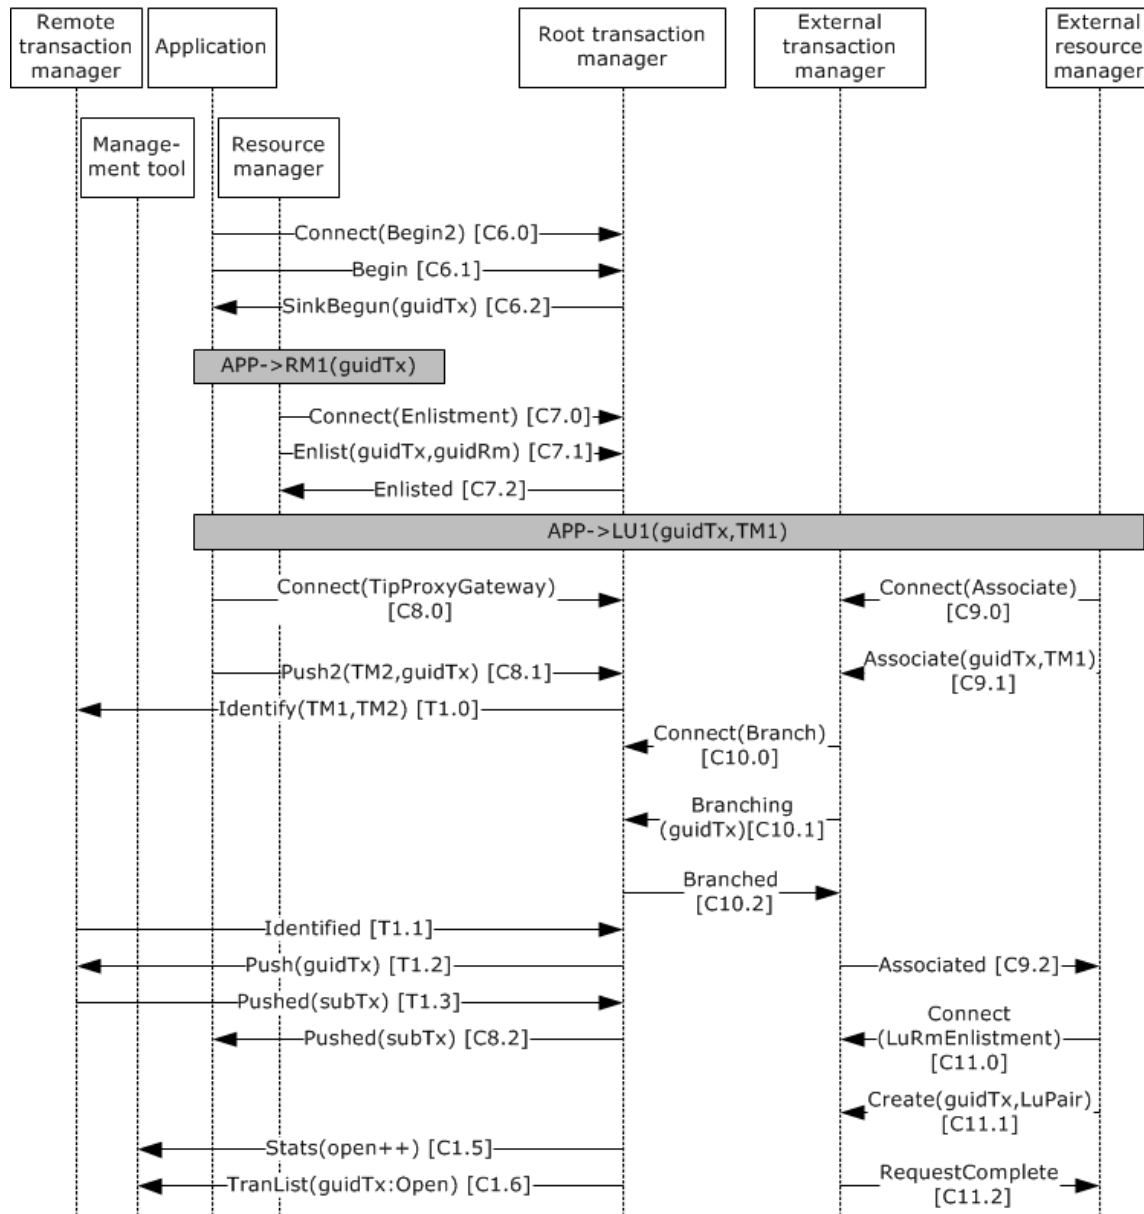 Remote
transaction
manager
Application
Root transaction
manager
External
transaction
manager
External
resource
manager
Manage-
ment tool
Resource
manager
Connect(Begin2) [C6.0]
Begin [C6.1]
SinkBegun(guidTx) [C6.2]
APP->RM1(guidTx)
Connect(Enlistment) [C7.0]
Enlist(guidTx,guidRm) [C7.1]
Enlisted [C7.2]
APP->LU1(guidTx,TM1)
Connect(TipProxyGateway)
[C8.0]
Connect(Associate)
[C9.0]
Push2(TM2,guidTx) [C8.1]
Associate(guidTx,TM1)
[C9.1]
Identify(TM1,TM2) [T1.0]
Connect(Branch)
[C10.0]
Branching
(guidTx)[C10.1]
Branched
[C10.2]
Identified [T1.1]
Push(guidTx) [T1.2]
Associated [C9.2]
Pushed(subTx) [T1.3]
Pushed(subTx) [C8.2]
Connect
(LuRmEnlistment)
[C11.0]
Create(guidTx,LuPair)
[C11.1]
Stats(open++) [C1.5]
TranList(guidTx:Open) [C1.6]
RequestComplete
[C11.2]